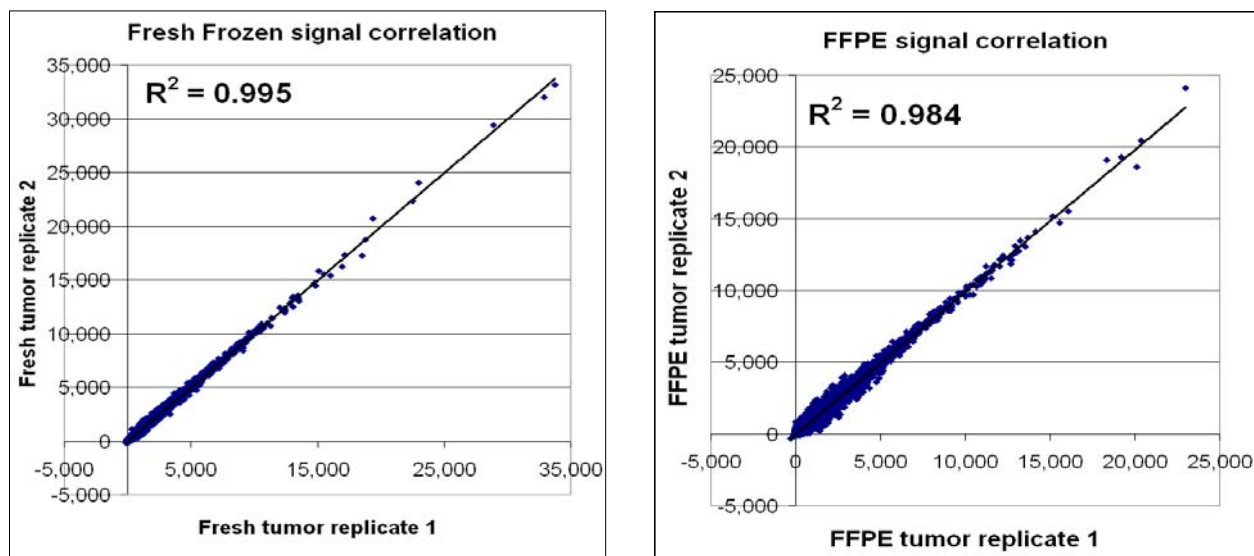 Fresh Frozen signal correlation
R² = 0.995
35,000
30,000
25,000
20,000
15,000
10,000
5,000
0
-5,000
-5,000 5,000 15,000 25,000 35,000
Fresh tumor replicate 2
Fresh tumor replicate 1
FFPE signal correlation
R² = 0.984
25,000
20,000
15,000
10,000
5,000
0
-5,000
-5,000 0 5,000 10,000 15,000 20,000 25,000
FFPE tumor replicate 2
FFPE tumor replicate 1